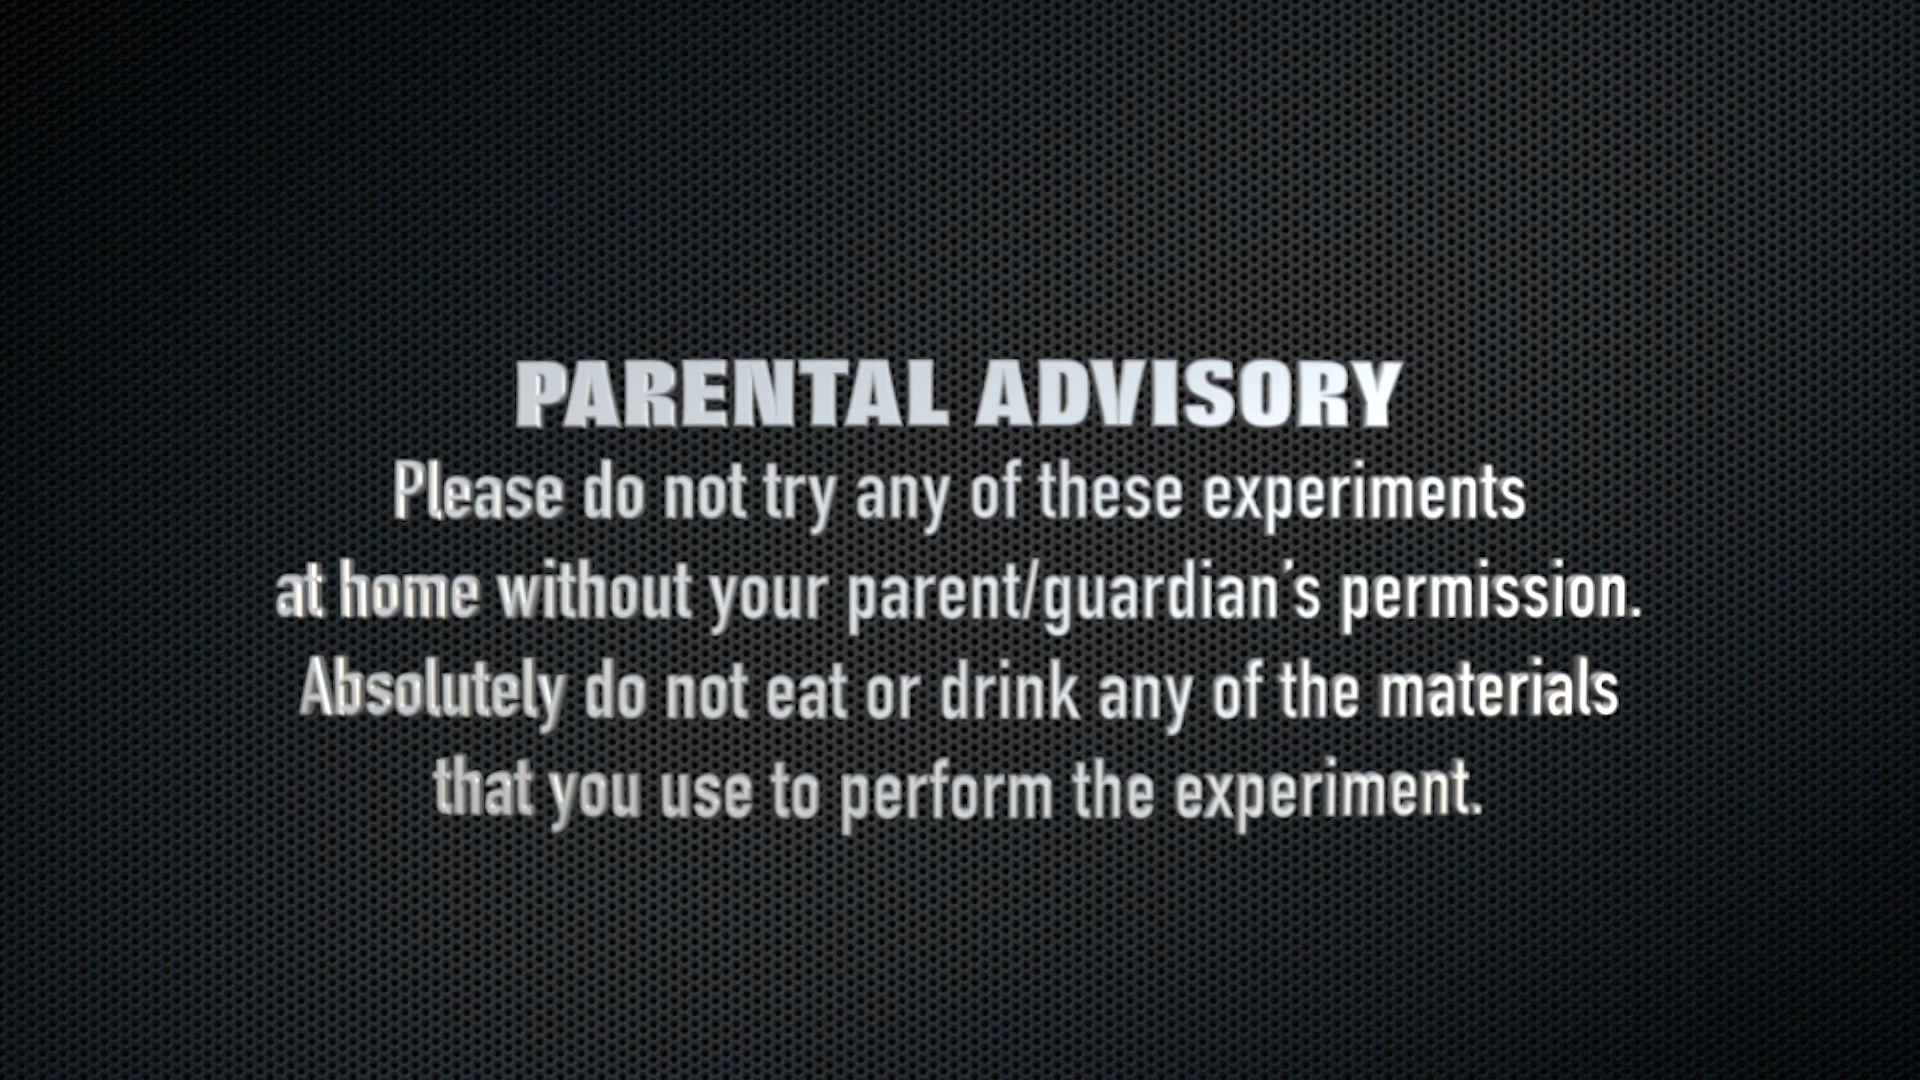 PARENTAL ADVISORY
Please do not try any of these experiments
at home without your parent/guardian's permission.
Absolutely do not eat or drink any of the materials
that you use to perform the experiment.